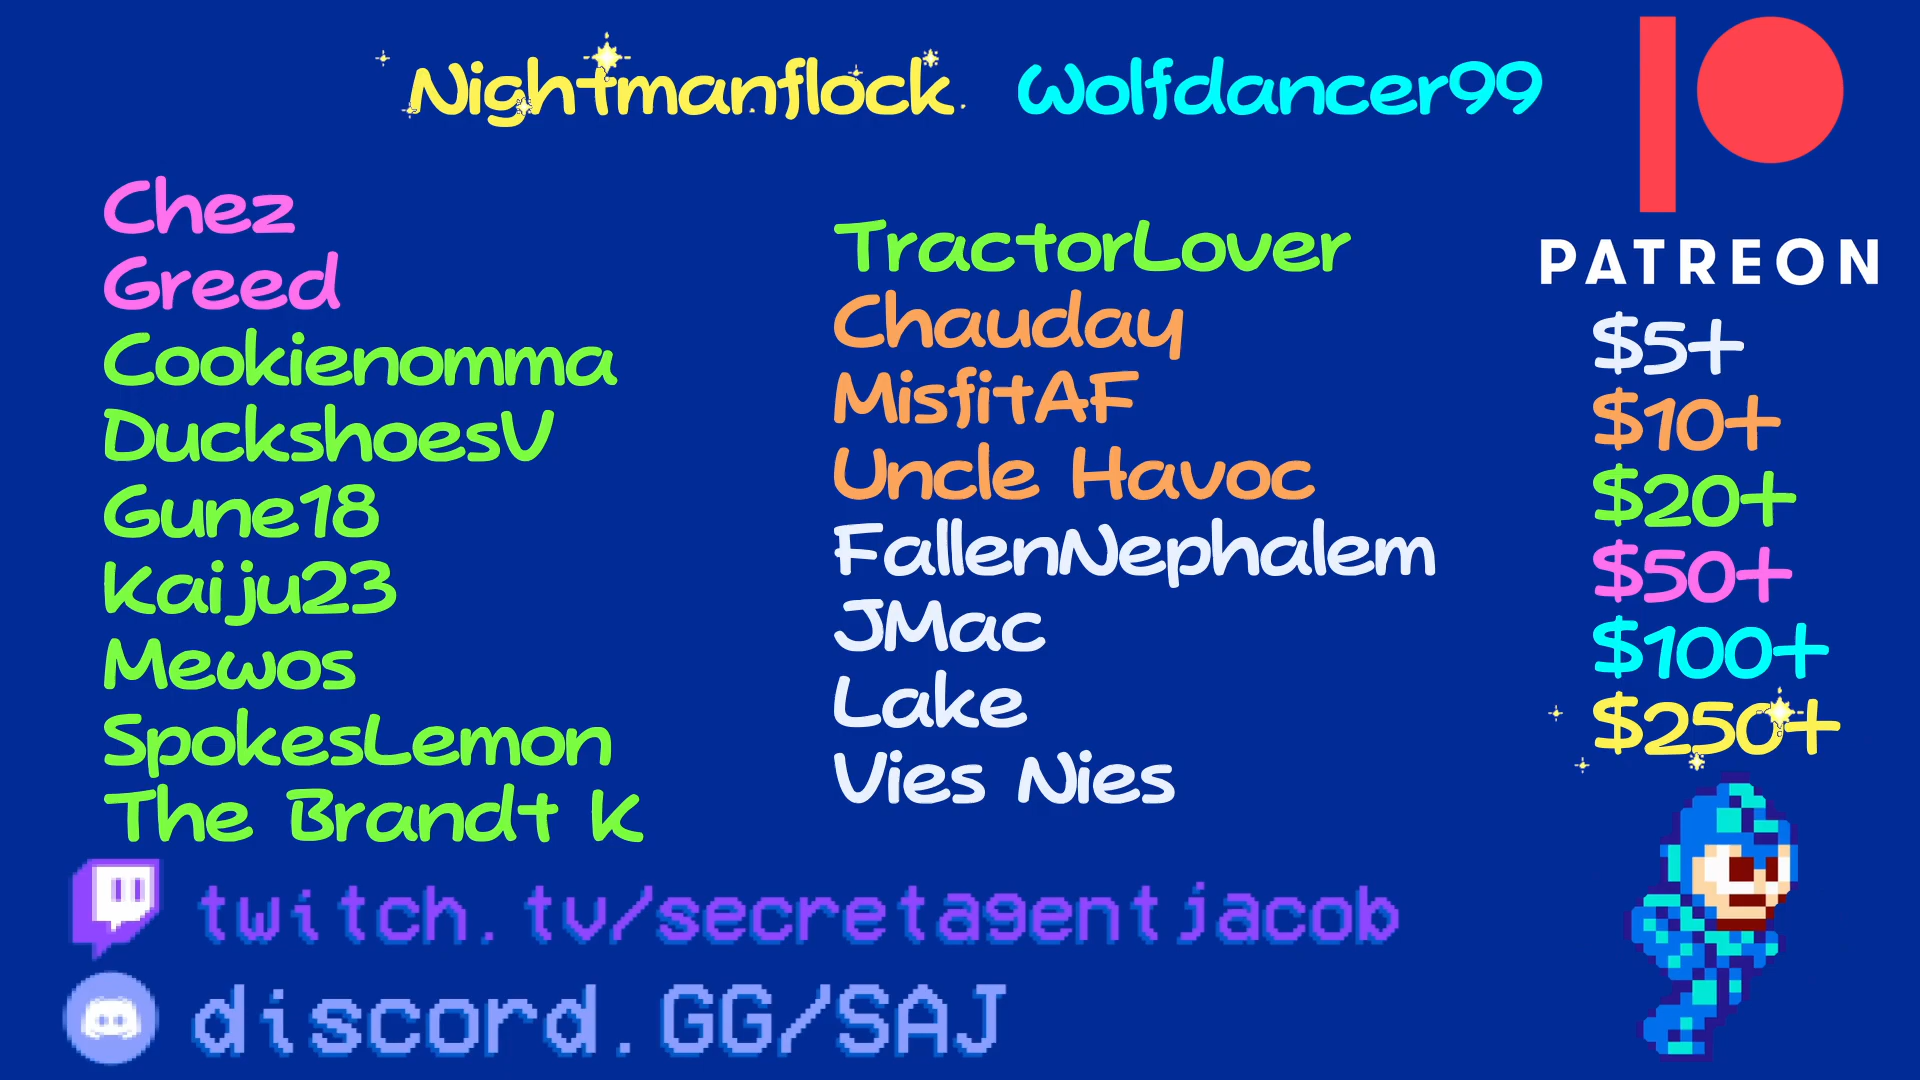 Nightmanflock Wolfdancer99
Chez
Greed
Cookienomma
DuckshoesV
Gune18
Kaiju23
Mewos
SpokesLemon
The Brandt K
TractorLover
Chauday
MisfitAF
Uncle Havoc
FallenNephalem
JMac
Lake
Vies Nies
PATREON
$5+
$10+
$20+
$50+
$100+
$250+
twitch.tv/secretagentjacob
discord.GG/SAJ